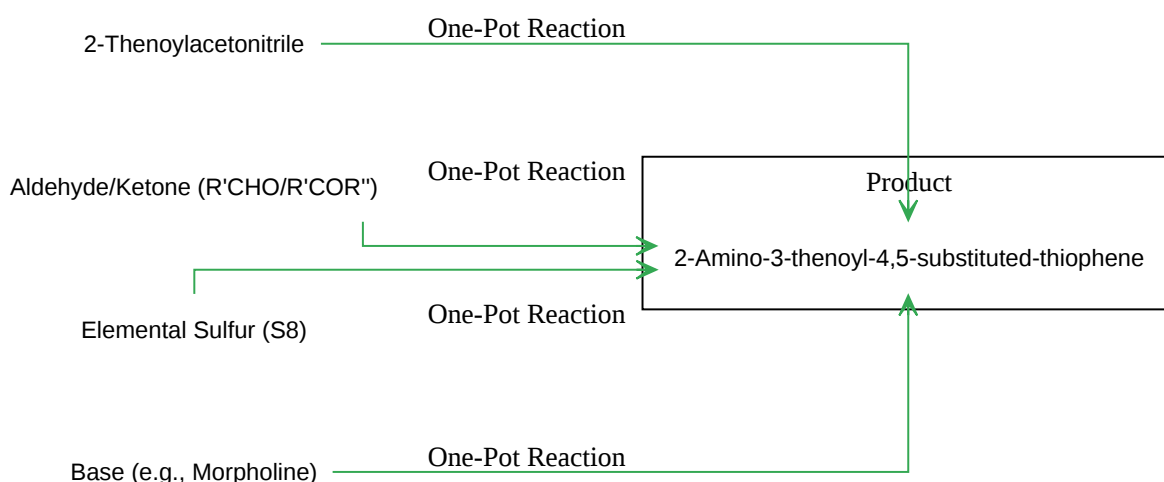 One-Pot Reaction
2-Thenoylacetonitrile
One-Pot Reaction
Product
Aldehyde/Ketone (R'CHO/R'COR")
2-Amino-3-thenoyl-4,5-substituted-thiophene
One-Pot Reaction
Elemental Sulfur (S8)
One-Pot Reaction
Base (e.g., Morpholine)